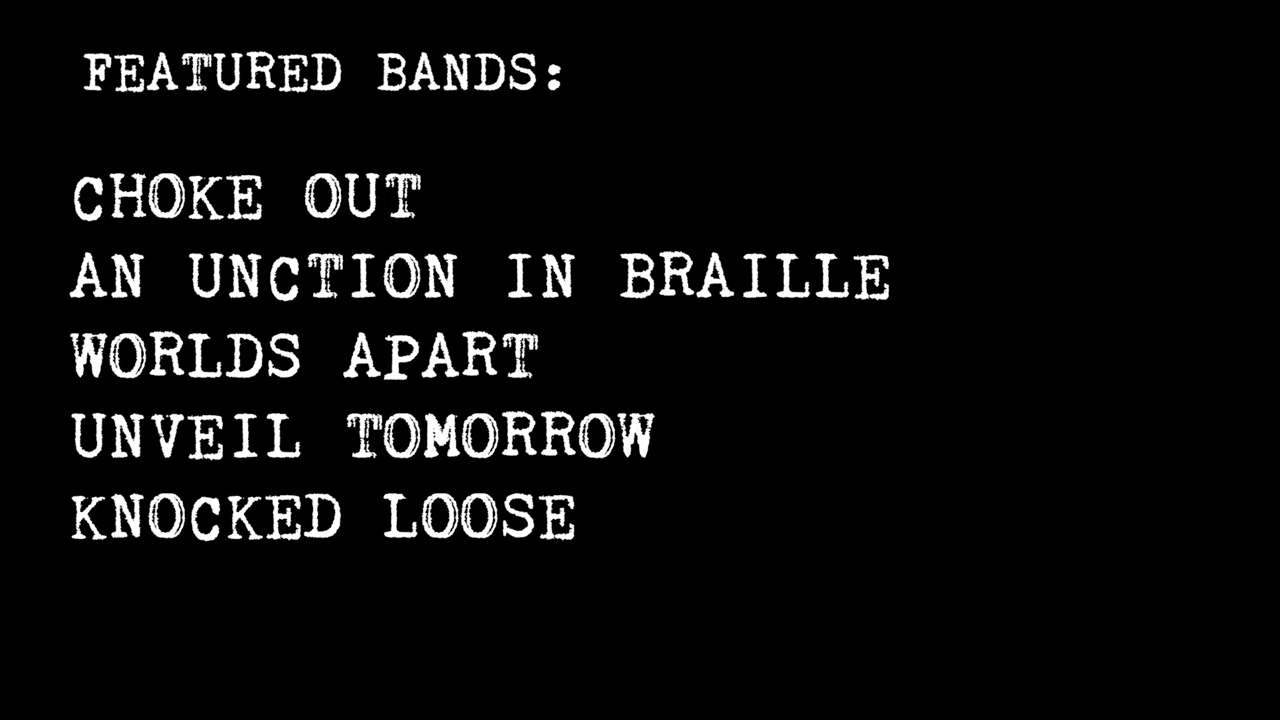 FEATURED BANDS:
CHOKE OUT
AN UNCTION IN BRAILLE
WORLDS APART
UNVEIL TOMORROW
KNOCKED LOOSE